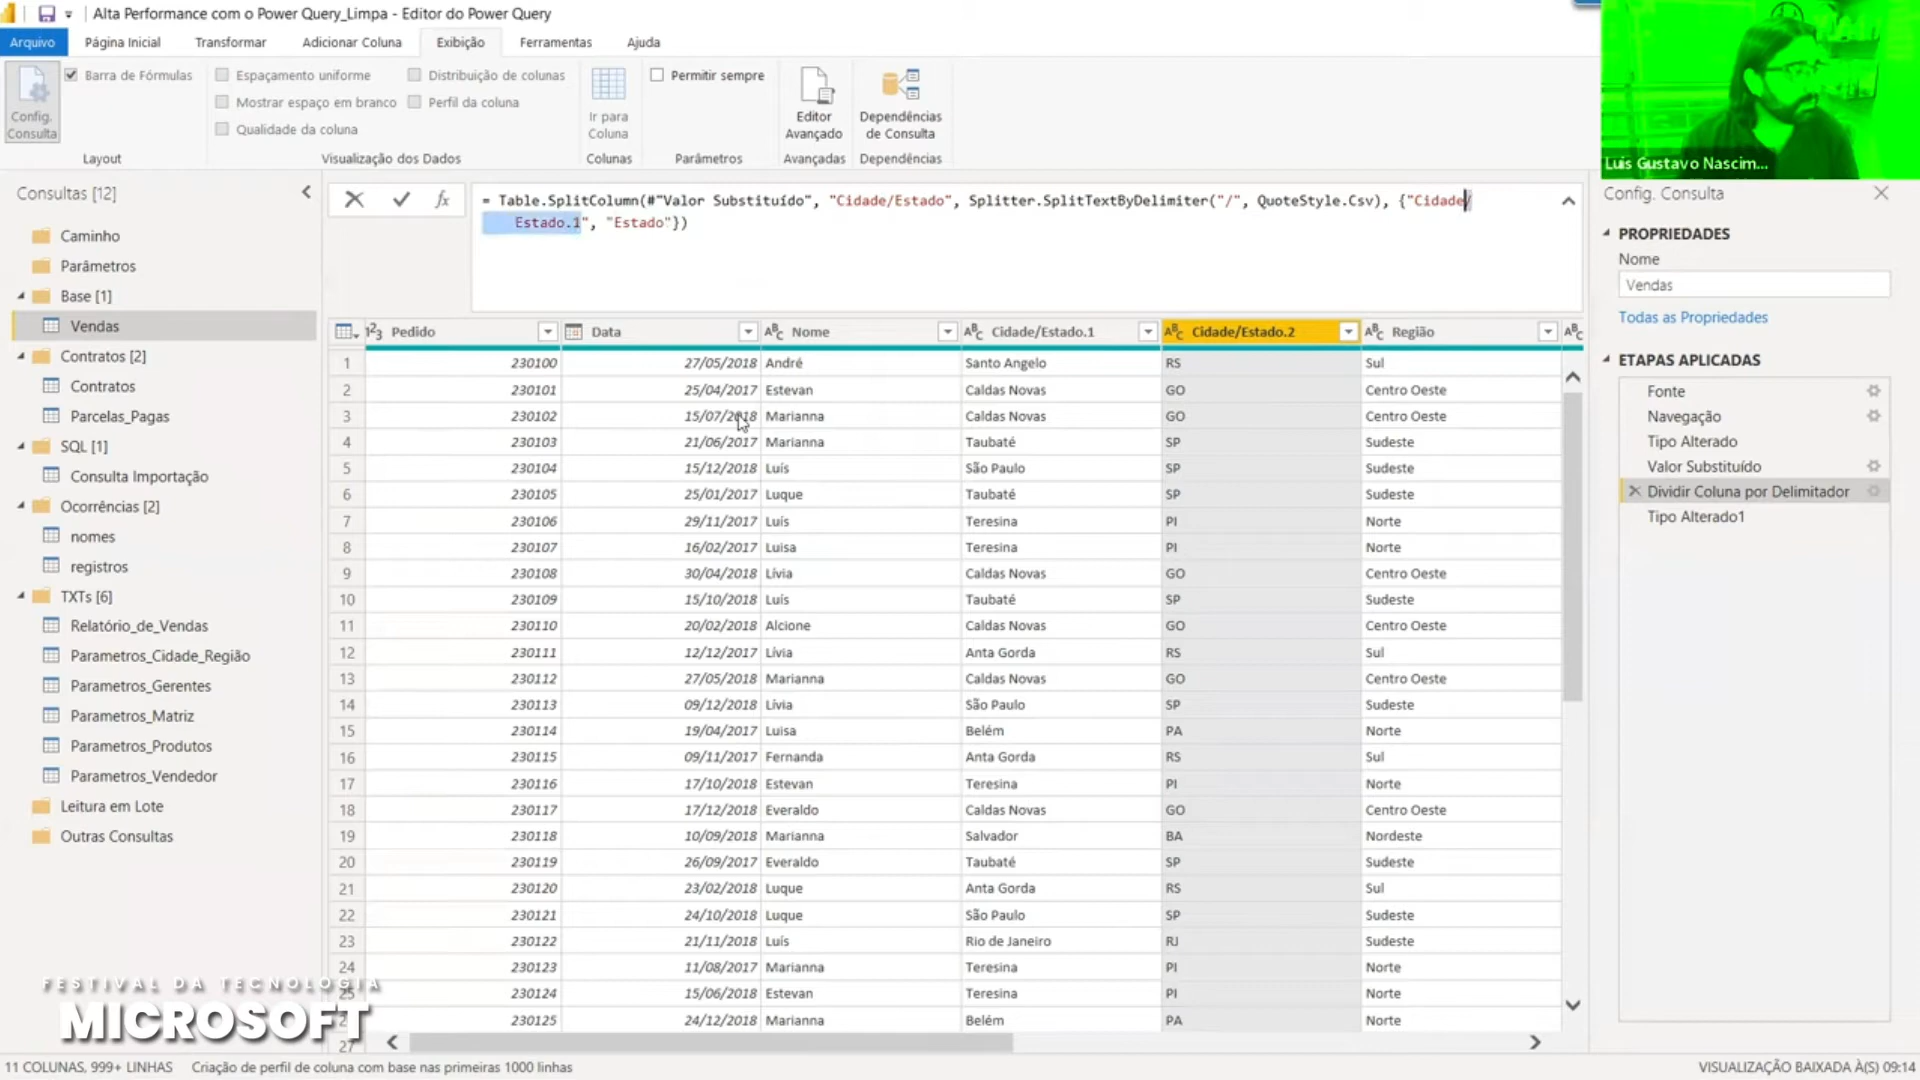 Alta Performance com o Power Query_Limpa - Editor do Power Query
Arquivo
Página Inicial
Transformar
Adicionar Coluna
Exibição
Ferramentas
Ajuda
Config. Consulta
Barra de Fórmulas
Layout
Espaçamento uniforme
Mostrar espaço em branco
Qualidade da coluna
Distribuição de colunas
Perfil da coluna
Visualização dos Dados
Ir para Coluna
Colunas
Permitir sempre
Parâmetros
Editor Avançado
Avançadas
Dependências de Consulta
Dependências
Luis Gustavo Nascim...
Consultas [12]
Caminho
Parâmetros
Base [1]
Vendas
Contratos [2]
Contratos
Parcelas_Pagas
SQL [1]
Consulta Importação
Ocorrências [2]
nomes
registros
TXTs [6]
Relatório_de_Vendas
Parametros_Cidade_Região
Parametros_Gerentes
Parametros_Matriz
Parametros_Produtos
Parametros_Vendedor
Leitura em Lote
Outras Consultas
fx
= Table.SplitColumn(#"Valor Substituído", "Cidade/Estado", Splitter.SplitTextByDelimiter("/", QuoteStyle.Csv), {"Cidade/
Estado.1", "Estado"})
123 Pedido Data ABC Nome ABC Cidade/Estado.1 ABC Cidade/Estado.2 ABC Região ABC
1 230100 27/05/2018 André Santo Angelo RS Sul
2 230101 25/04/2017 Estevan Caldas Novas GO Centro Oeste
3 230102 15/07/2018 Marianna Caldas Novas GO Centro Oeste
4 230103 21/06/2017 Marianna Taubaté SP Sudeste
5 230104 15/12/2018 Luís São Paulo SP Sudeste
6 230105 25/01/2017 Luque Taubaté SP Sudeste
7 230106 29/11/2017 Luís Teresina PI Norte
8 230107 16/02/2017 Luisa Teresina PI Norte
9 230108 30/04/2018 Lívia Caldas Novas GO Centro Oeste
10 230109 15/10/2018 Luís Taubaté SP Sudeste
11 230110 20/02/2018 Alcione Caldas Novas GO Centro Oeste
12 230111 12/12/2017 Lívia Anta Gorda RS Sul
13 230112 27/05/2018 Marianna Caldas Novas GO Centro Oeste
14 230113 09/12/2018 Lívia São Paulo SP Sudeste
15 230114 19/04/2017 Luisa Belém PA Norte
16 230115 09/11/2017 Fernanda Anta Gorda RS Sul
17 230116 17/10/2018 Estevan Teresina PI Norte
18 230117 17/12/2018 Everaldo Caldas Novas GO Centro Oeste
19 230118 10/09/2018 Marianna Salvador BA Nordeste
20 230119 26/09/2017 Everaldo Taubaté SP Sudeste
21 230120 23/02/2018 Luque Anta Gorda RS Sul
22 230121 24/10/2018 Luque São Paulo SP Sudeste
23 230122 21/11/2018 Luís Rio de Janeiro RJ Sudeste
24 230123 11/08/2017 Marianna Teresina PI Norte
25 230124 15/06/2018 Estevan Teresina PI Norte
230125 24/12/2018 Marianna Belém PA Norte
27
Config. Consulta
PROPRIEDADES
Nome
Vendas
Todas as Propriedades
ETAPAS APLICADAS
Fonte
Navegação
Tipo Alterado
Valor Substituído
Dividir Coluna por Delimitador
Tipo Alterado1
FESTIVAL DA TECNOLOGIA
MICROSOFT
11 COLUNAS, 999+ LINHAS
Criação de perfil de coluna com base nas primeiras 1000 linhas
VISUALIZAÇÃO BAIXADA À(S) 09:14